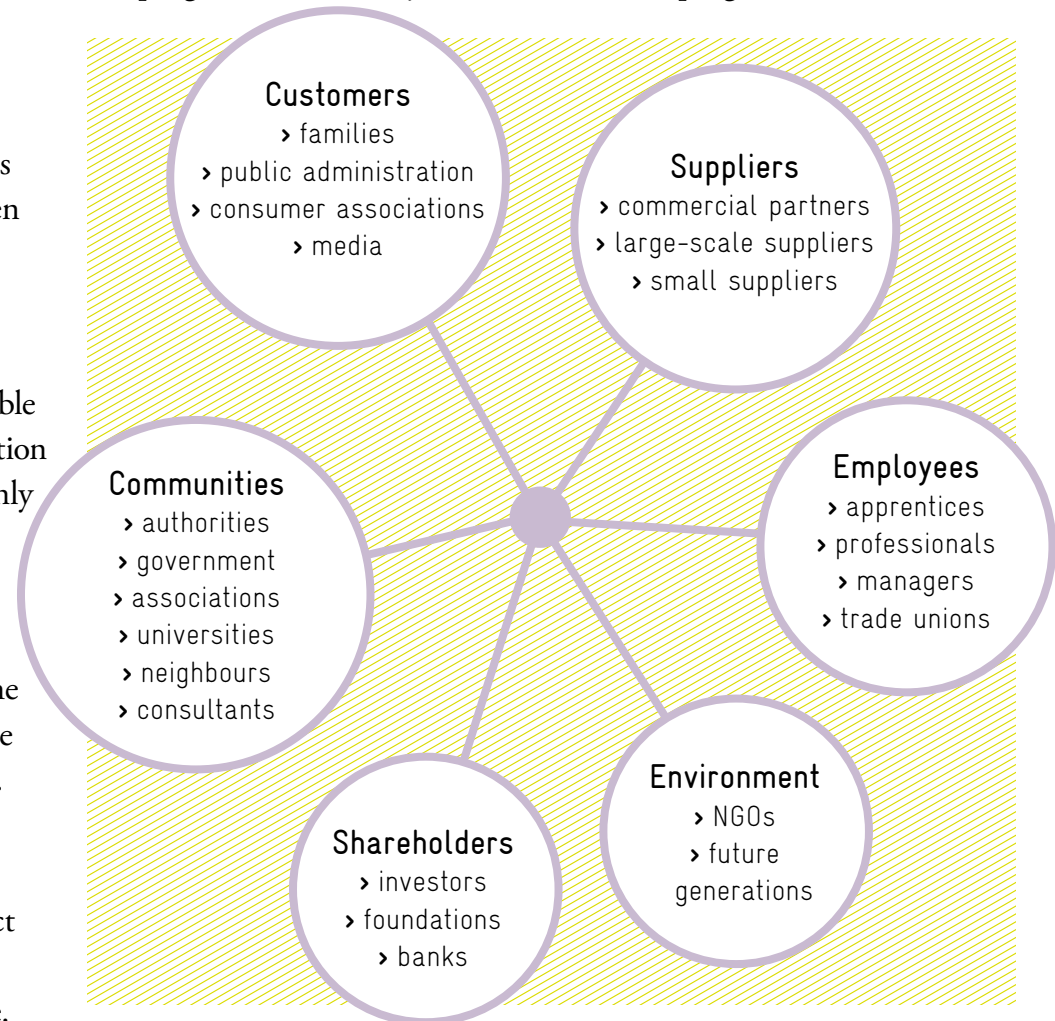 Customers
› families
› public administration
› consumer associations
› media
Suppliers
› commercial partners
› large-scale suppliers
› small suppliers
Communities
› authorities
› government
› associations
› universities
› neighbours
› consultants
Employees
› apprentices
› professionals
› managers
› trade unions
Environment
› NGOs
› future
generations
Shareholders
› investors
› foundations
› banks